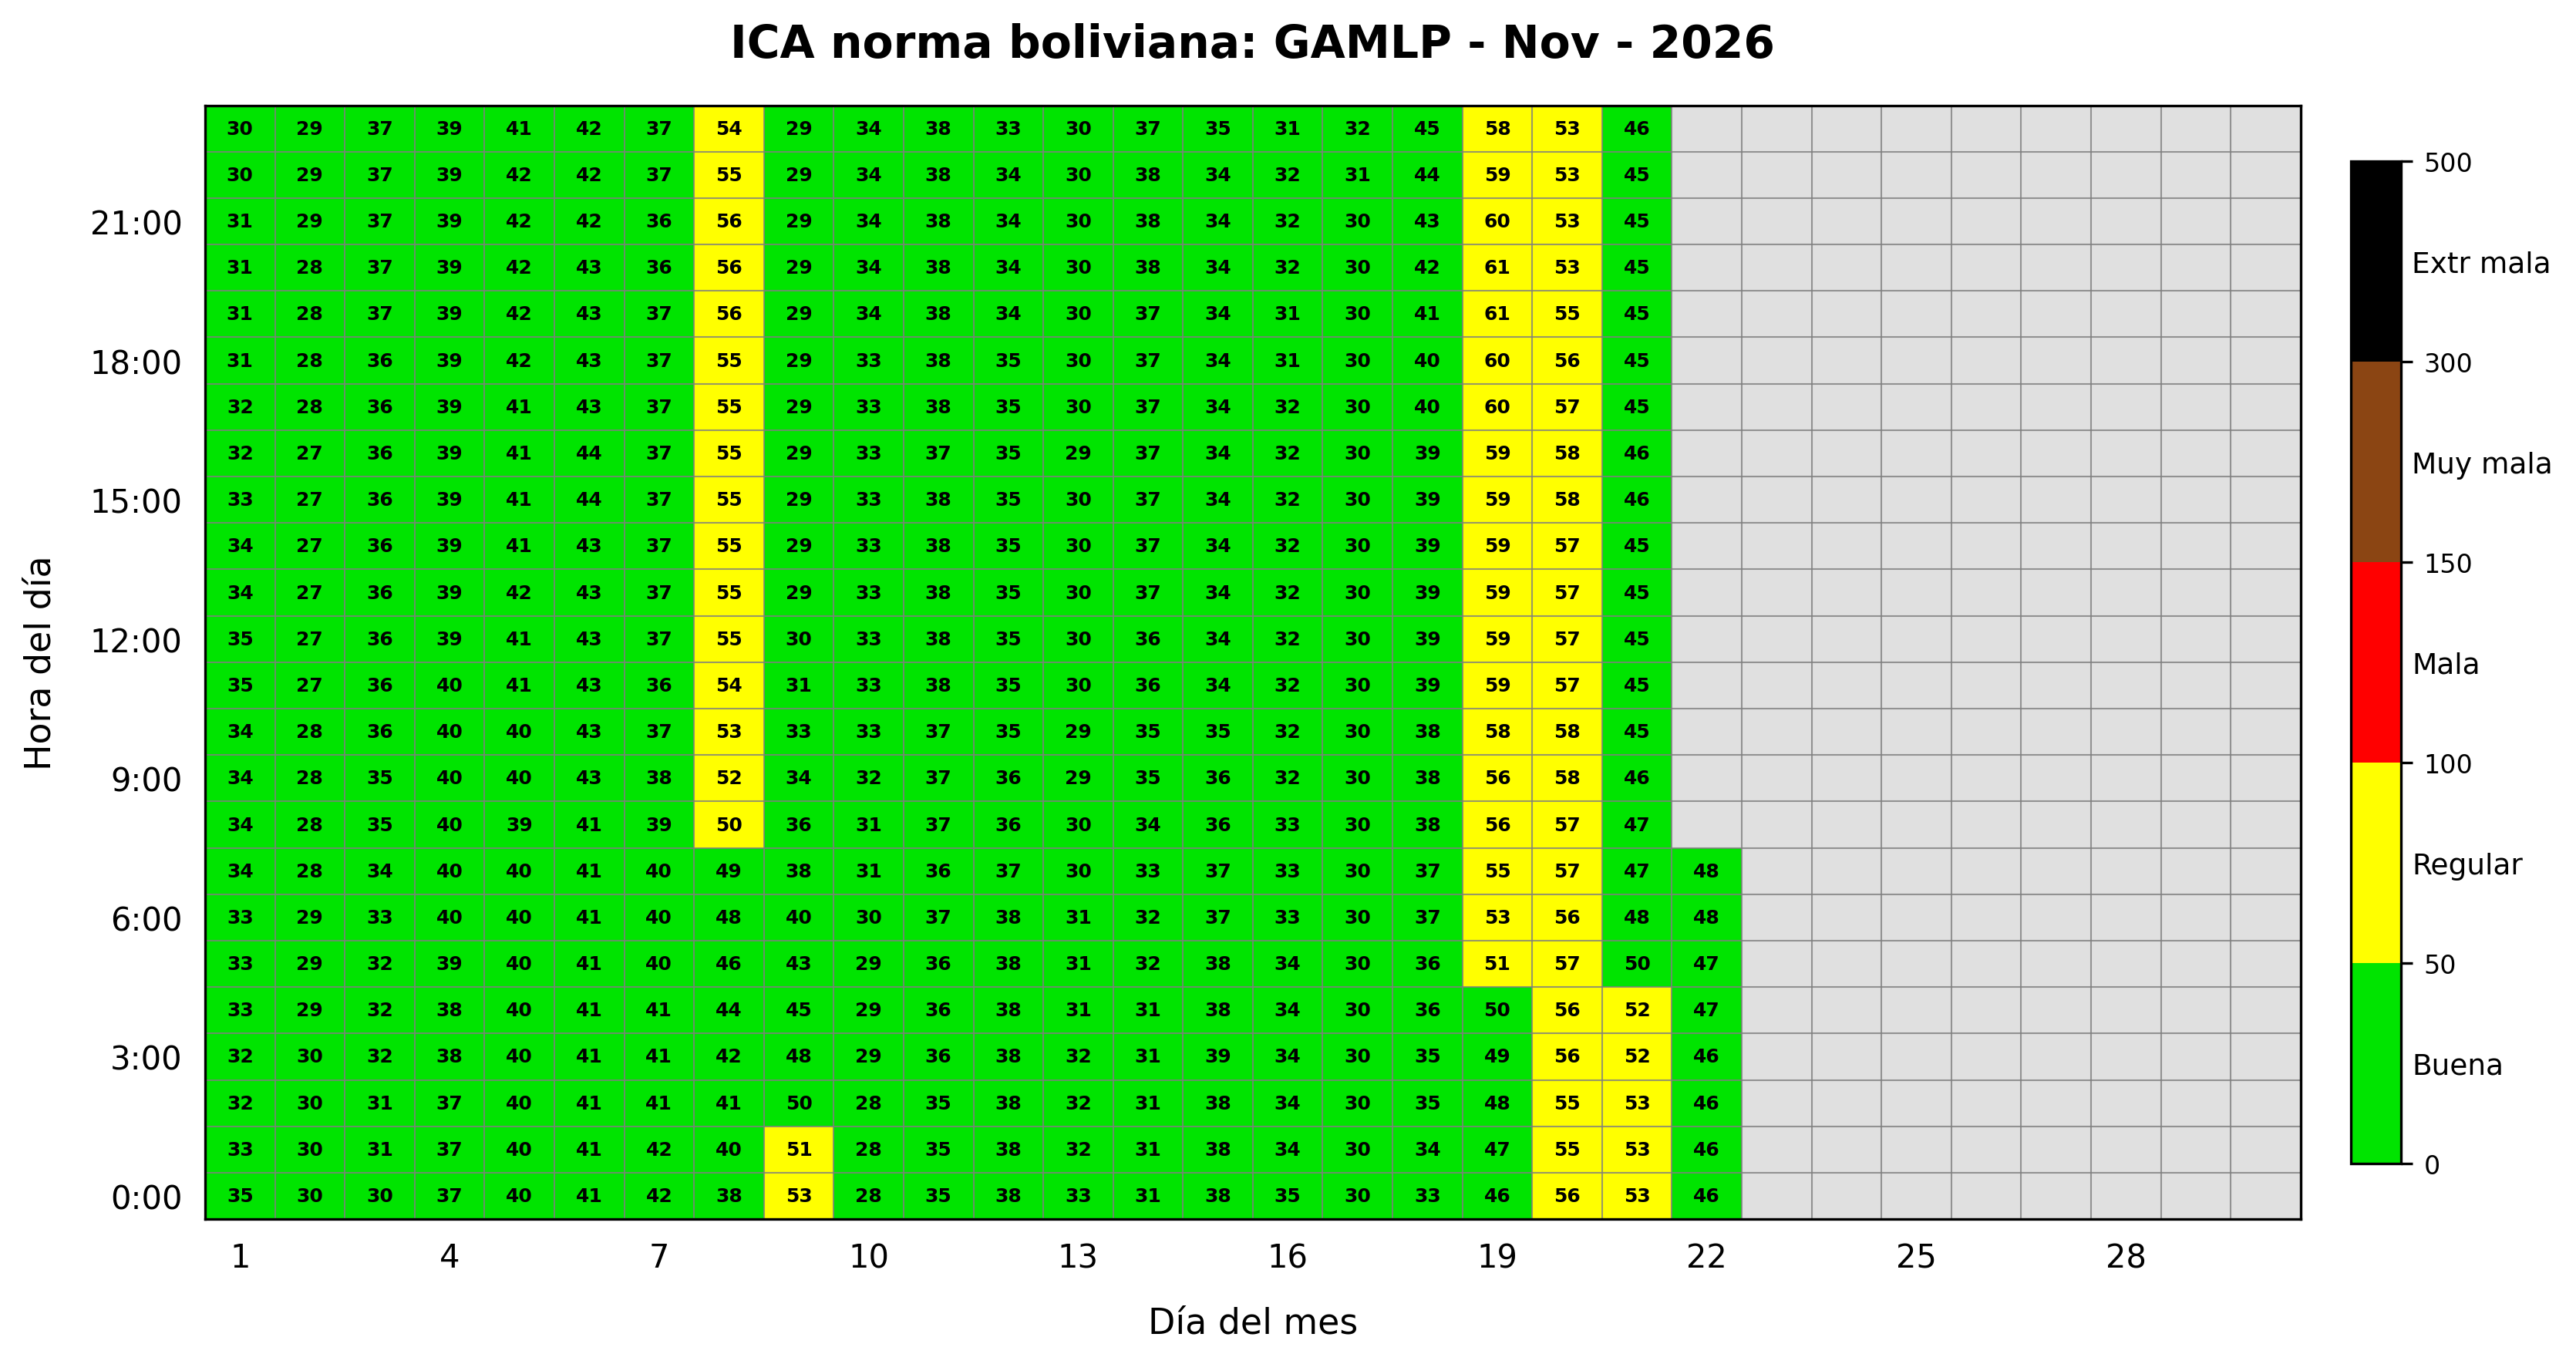 ICA norma boliviana: GAMLP - Nov - 2026
30 29 37 39 41 42 37 54 29 34 38 33 30 37 35 31 32 45 58 53 46
30 29 37 39 42 42 37 55 29 34 38 34 30 38 34 32 31 44 59 53 45
21:00 31 29 37 39 42 42 36 56 29 34 38 34 30 38 34 32 30 43 60 53 45
31 28 37 39 42 43 36 56 29 34 38 34 30 38 34 32 30 42 61 53 45
31 28 37 39 42 43 37 56 29 34 38 34 30 37 34 31 30 41 61 55 45
18:00 31 28 36 39 42 43 37 55 29 33 38 35 30 37 34 31 30 40 60 56 45
32 28 36 39 41 43 37 55 29 33 38 35 30 37 34 32 30 40 60 57 45
32 27 36 39 41 44 37 55 29 33 37 35 29 37 34 32 30 39 59 58 46
15:00 33 27 36 39 41 44 37 55 29 33 38 35 30 37 34 32 30 39 59 58 46
34 27 36 39 41 43 37 55 29 33 38 35 30 37 34 32 30 39 59 57 45
34 27 36 39 42 43 37 55 29 33 38 35 30 37 34 32 30 39 59 57 45
12:00 35 27 36 39 41 43 37 55 30 33 38 35 30 36 34 32 30 39 59 57 45
35 27 36 40 41 43 36 54 31 33 38 35 30 36 34 32 30 39 59 57 45
34 28 36 40 40 43 37 53 33 33 37 35 29 35 35 32 30 38 58 58 45
9:00 34 28 35 40 40 43 38 52 34 32 37 36 29 35 36 32 30 38 56 58 46
34 28 35 40 39 41 39 50 36 31 37 36 30 34 36 33 30 38 56 57 47
34 28 34 40 40 41 40 49 38 31 36 37 30 33 37 33 30 37 55 57 47 48
6:00 33 29 33 40 40 41 40 48 40 30 37 38 31 32 37 33 30 37 53 56 48 48
33 29 32 39 40 41 40 46 43 29 36 38 31 32 38 34 30 36 51 57 50 47
33 29 32 38 40 41 41 44 45 29 36 38 31 31 38 34 30 36 50 56 52 47
3:00 32 30 32 38 40 41 41 42 48 29 36 38 32 31 39 34 30 35 49 56 52 46
32 30 31 37 40 41 41 41 50 28 35 38 32 31 38 34 30 35 48 55 53 46
33 30 31 37 40 41 42 40 51 28 35 38 32 31 38 34 30 34 47 55 53 46
0:00 35 30 30 37 40 41 42 38 53 28 35 38 33 31 38 35 30 33 46 56 53 46
1 4 7 10 13 16 19 22 25 28
Día del mes
Hora del día
500
Extr mala
300
Muy mala
150
Mala
100
Regular
50
Buena
0